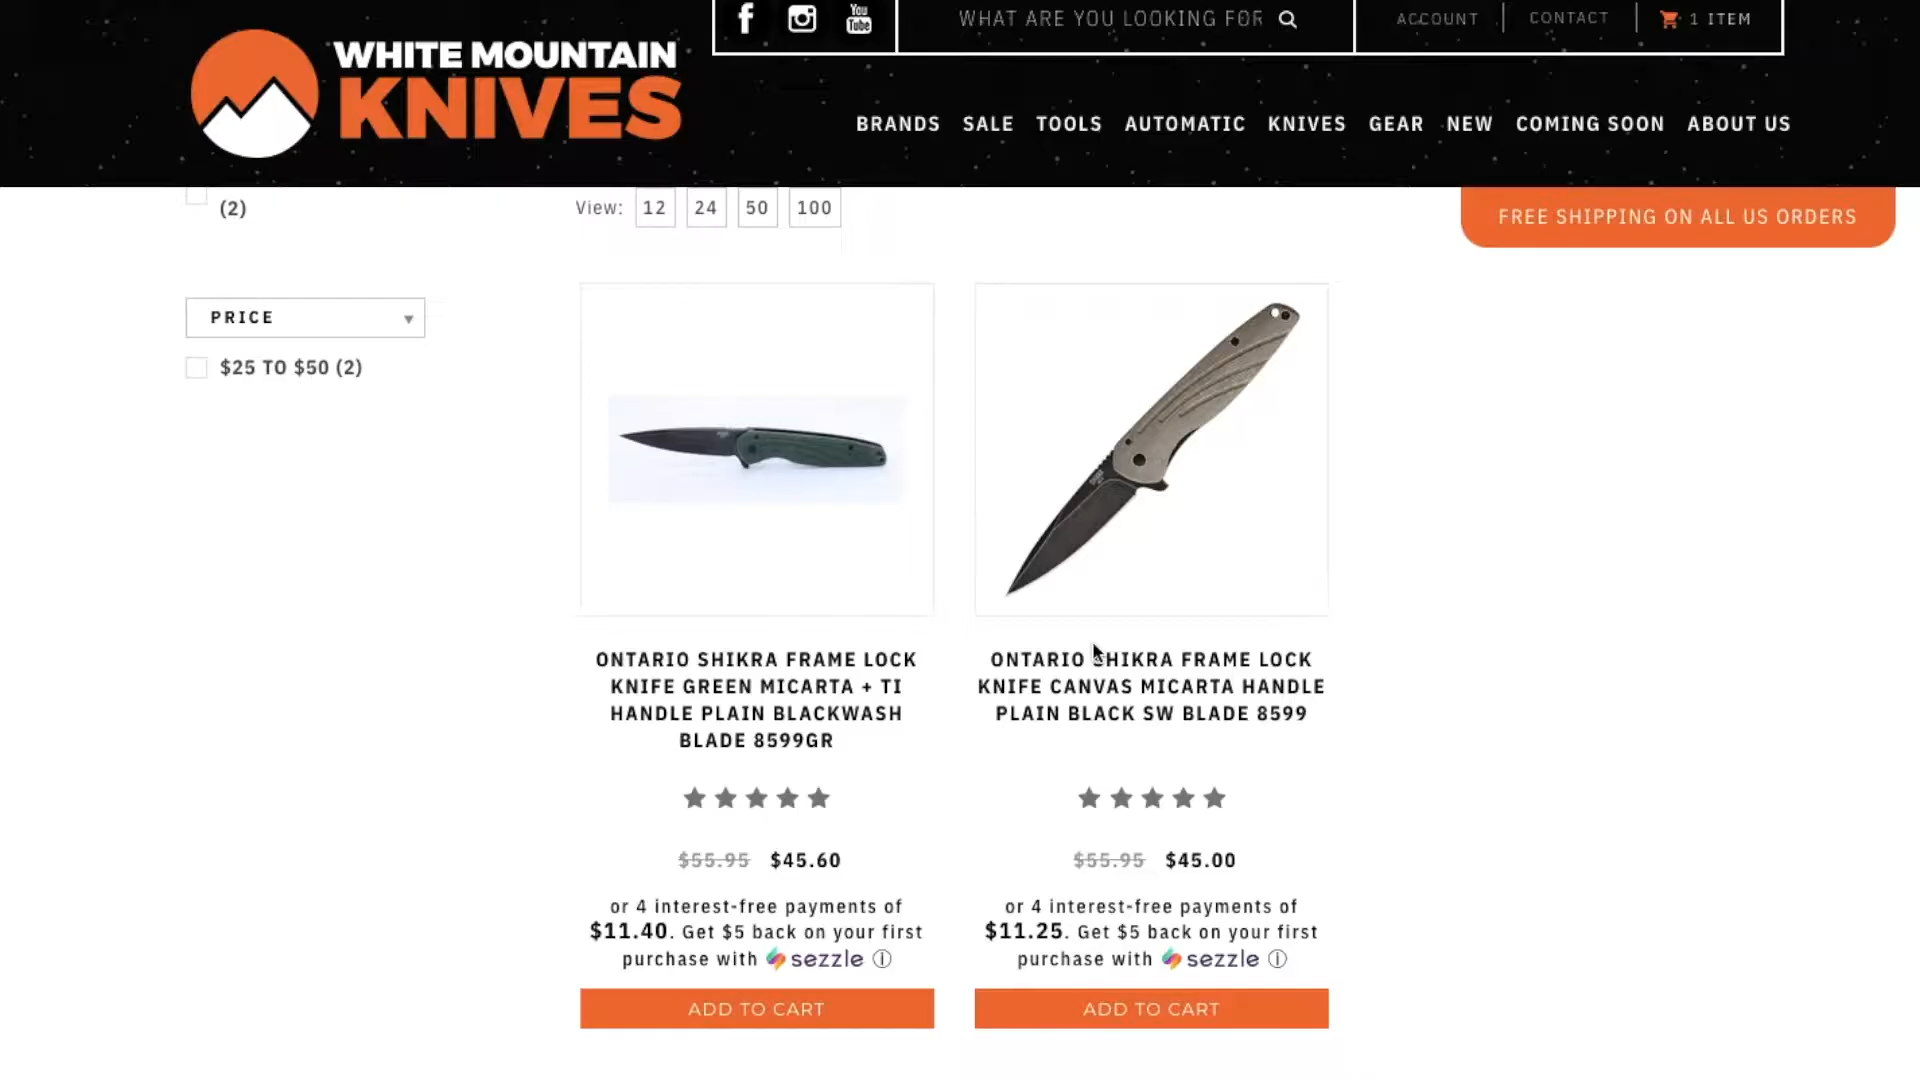 You
Tube
WHAT ARE YOU LOOKING FOR
ACCOUNT
CONTACT
1 ITEM
WHITE MOUNTAIN
KNIVES
BRANDS SALE TOOLS AUTOMATIC KNIVES GEAR NEW COMING SOON ABOUT US
(2)
View: 12 24 50 100
FREE SHIPPING ON ALL US ORDERS
PRICE
$25 TO $50 (2)
ONTARIO SHIKRA FRAME LOCK
KNIFE GREEN MICARTA + TI
HANDLE PLAIN BLACKWASH
BLADE 8599GR
$55.95 $45.60
or 4 interest-free payments of
$11.40. Get $5 back on your first
purchase with sezzle
ADD TO CART
ONTARIO SHIKRA FRAME LOCK
KNIFE CANVAS MICARTA HANDLE
PLAIN BLACK SW BLADE 8599
$55.95 $45.00
or 4 interest-free payments of
$11.25. Get $5 back on your first
purchase with sezzle
ADD TO CART